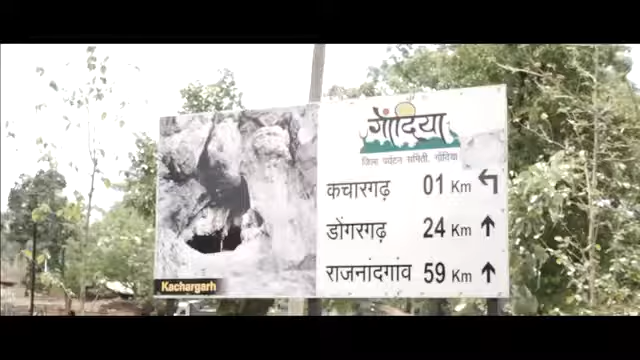 गोंदिया
जिला पर्यटन समिती, गोंदिया
कचारगढ़ 01 Km
डोंगरगढ़ 24 Km
राजनांदगांव 59 Km
Kachargarh